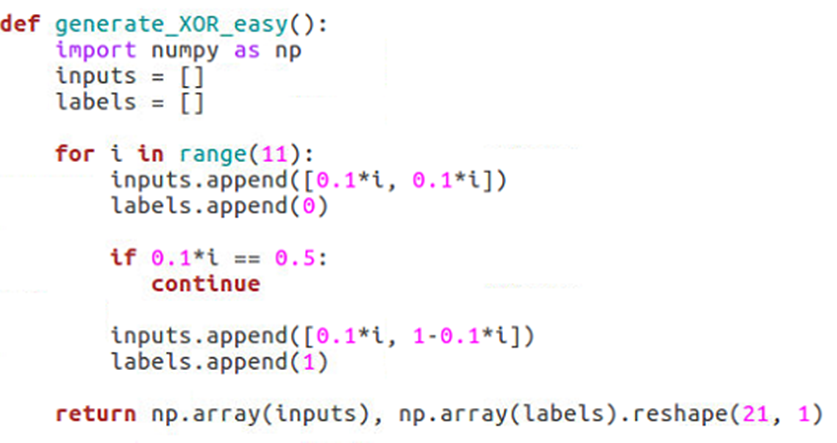 def generate_XOR_easy():
    import numpy as np
    inputs = []
    labels = []

    for i in range(11):
        inputs.append([0.1*i, 0.1*i])
        labels.append(0)

        if 0.1*i == 0.5:
           continue

        inputs.append([0.1*i, 1-0.1*i])
        labels.append(1)

    return np.array(inputs), np.array(labels).reshape(21, 1)